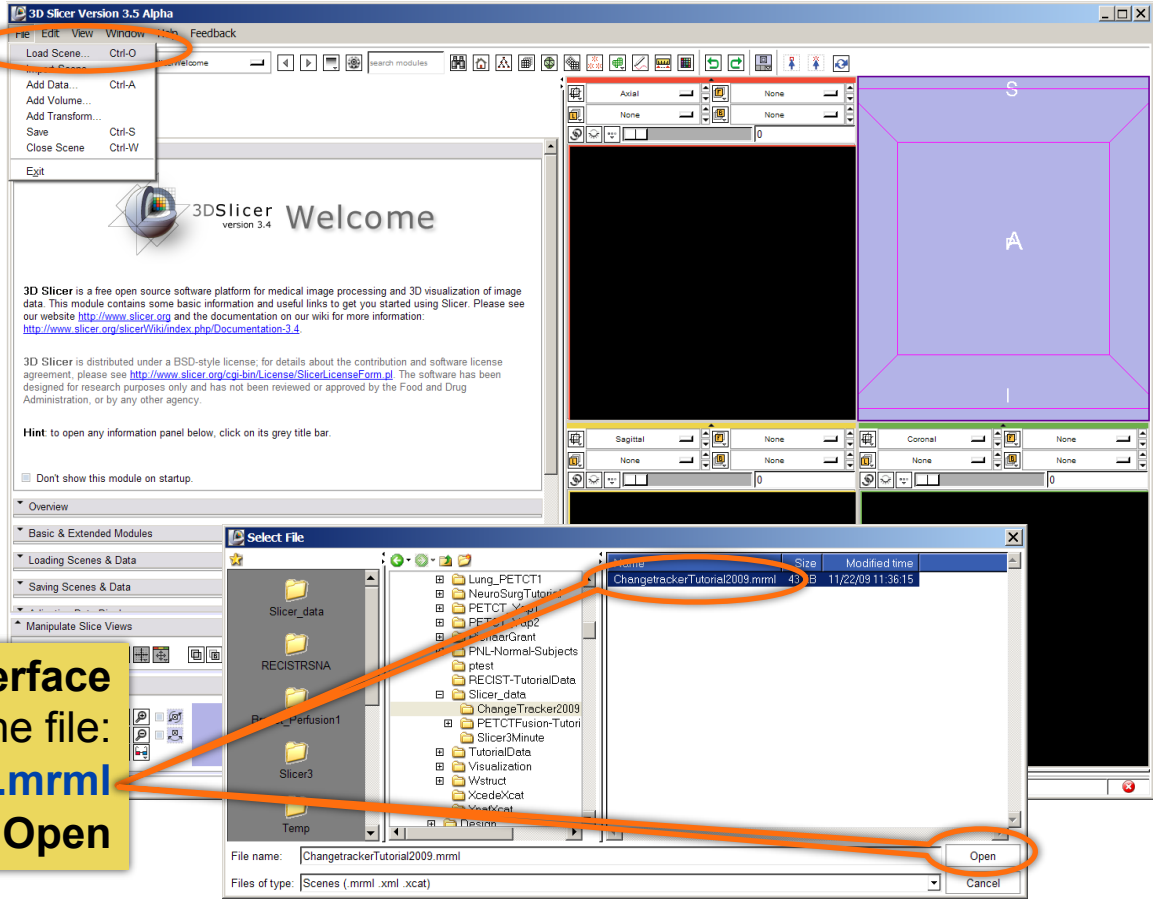 3D Slicer Version 3.5 Alpha
File Edit View Window Help Feedback
Load Scene... Ctrl-O
Import Scene...
Add Data... Ctrl-A
Add Volume...
Add Transform...
Save Ctrl-S
Close Scene Ctrl-W
Exit
search modules
Axial None
None None
0
S
A
I
3DSlicer
version 3.4
Welcome
3D Slicer is a free open source software platform for medical image processing and 3D visualization of image
data. This module contains some basic information and useful links to get you started using Slicer. Please see
our website http://www.slicer.org and the documentation on our wiki for more information:
http://www.slicer.org/slicerWiki/index.php/Documentation-3.4.
3D Slicer is distributed under a BSD-style license; for details about the contribution and software license
agreement, please see http://www.slicer.org/cgi-bin/License/SlicerLicenseForm.pl. The software has been
designed for research purposes only and has not been reviewed or approved by the Food and Drug
Administration, or by any other agency.
Hint: to open any information panel below, click on its grey title bar.
Don't show this module on startup.
Sagittal None
None None
0
Coronal None
None None
0
Overview
Basic & Extended Modules
Loading Scenes & Data
Saving Scenes & Data
Manipulate Slice Views
erface
ne file:
.mrml
Open
Select File
Slicer_data
RECISTRSNA
Perfusion1
Slicer3
Temp
Lung_PETCT1
NeuroSurgTutorial
PETCT
PNL-Normal-Subjects
ptest
RECIST-TutorialData
Slicer_data
ChangeTracker2009
PETCTFusion-Tutori
Slicer3Minute
TutorialData
Visualization
Wstruct
XcedeXcat
Design
Name Size Modified time
ChangetrackerTutorial2009.mrml 11/22/09 11:36:15
File name: ChangetrackerTutorial2009.mrml
Open
Files of type: Scenes (.mrml .xml .xcat)
Cancel